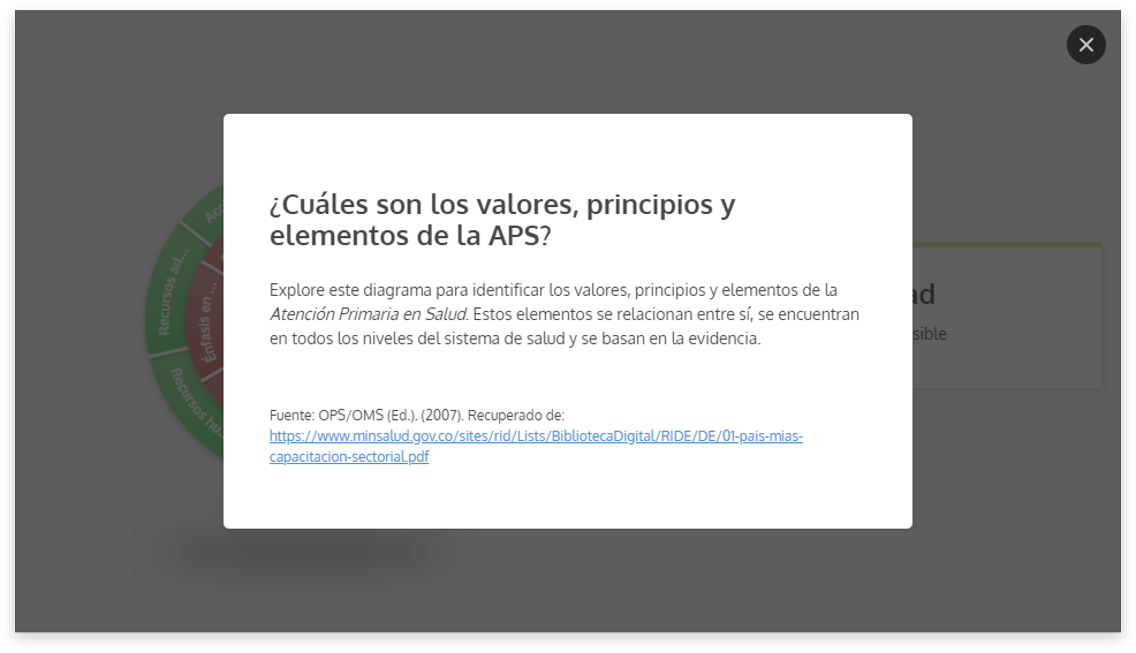 ¿Cuáles son los valores, principios y
elementos de la APS?
Explore este diagrama para identificar los valores, principios y elementos de la
Atención Primaria en Salud. Estos elementos se relacionan entre sí, se encuentran
en todos los niveles del sistema de salud y se basan en la evidencia.
Fuente: OPS/OMS (Ed.). (2007). Recuperado de:
https://www.minsalud.gov.co/sites/rid/Lists/BibliotecaDigital/RIDE/DE/01-pais-mias-
capacitacion-sectorial.pdf
Recursos ad...
Énfasis en ...
Recursos hu...